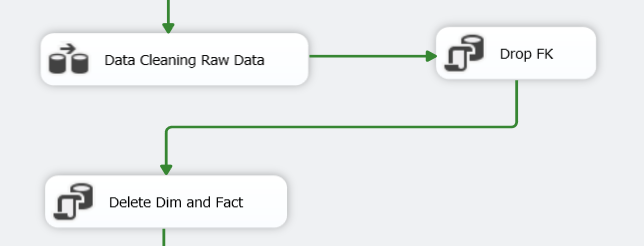 Data Cleaning Raw Data
Drop FK
Delete Dim and Fact